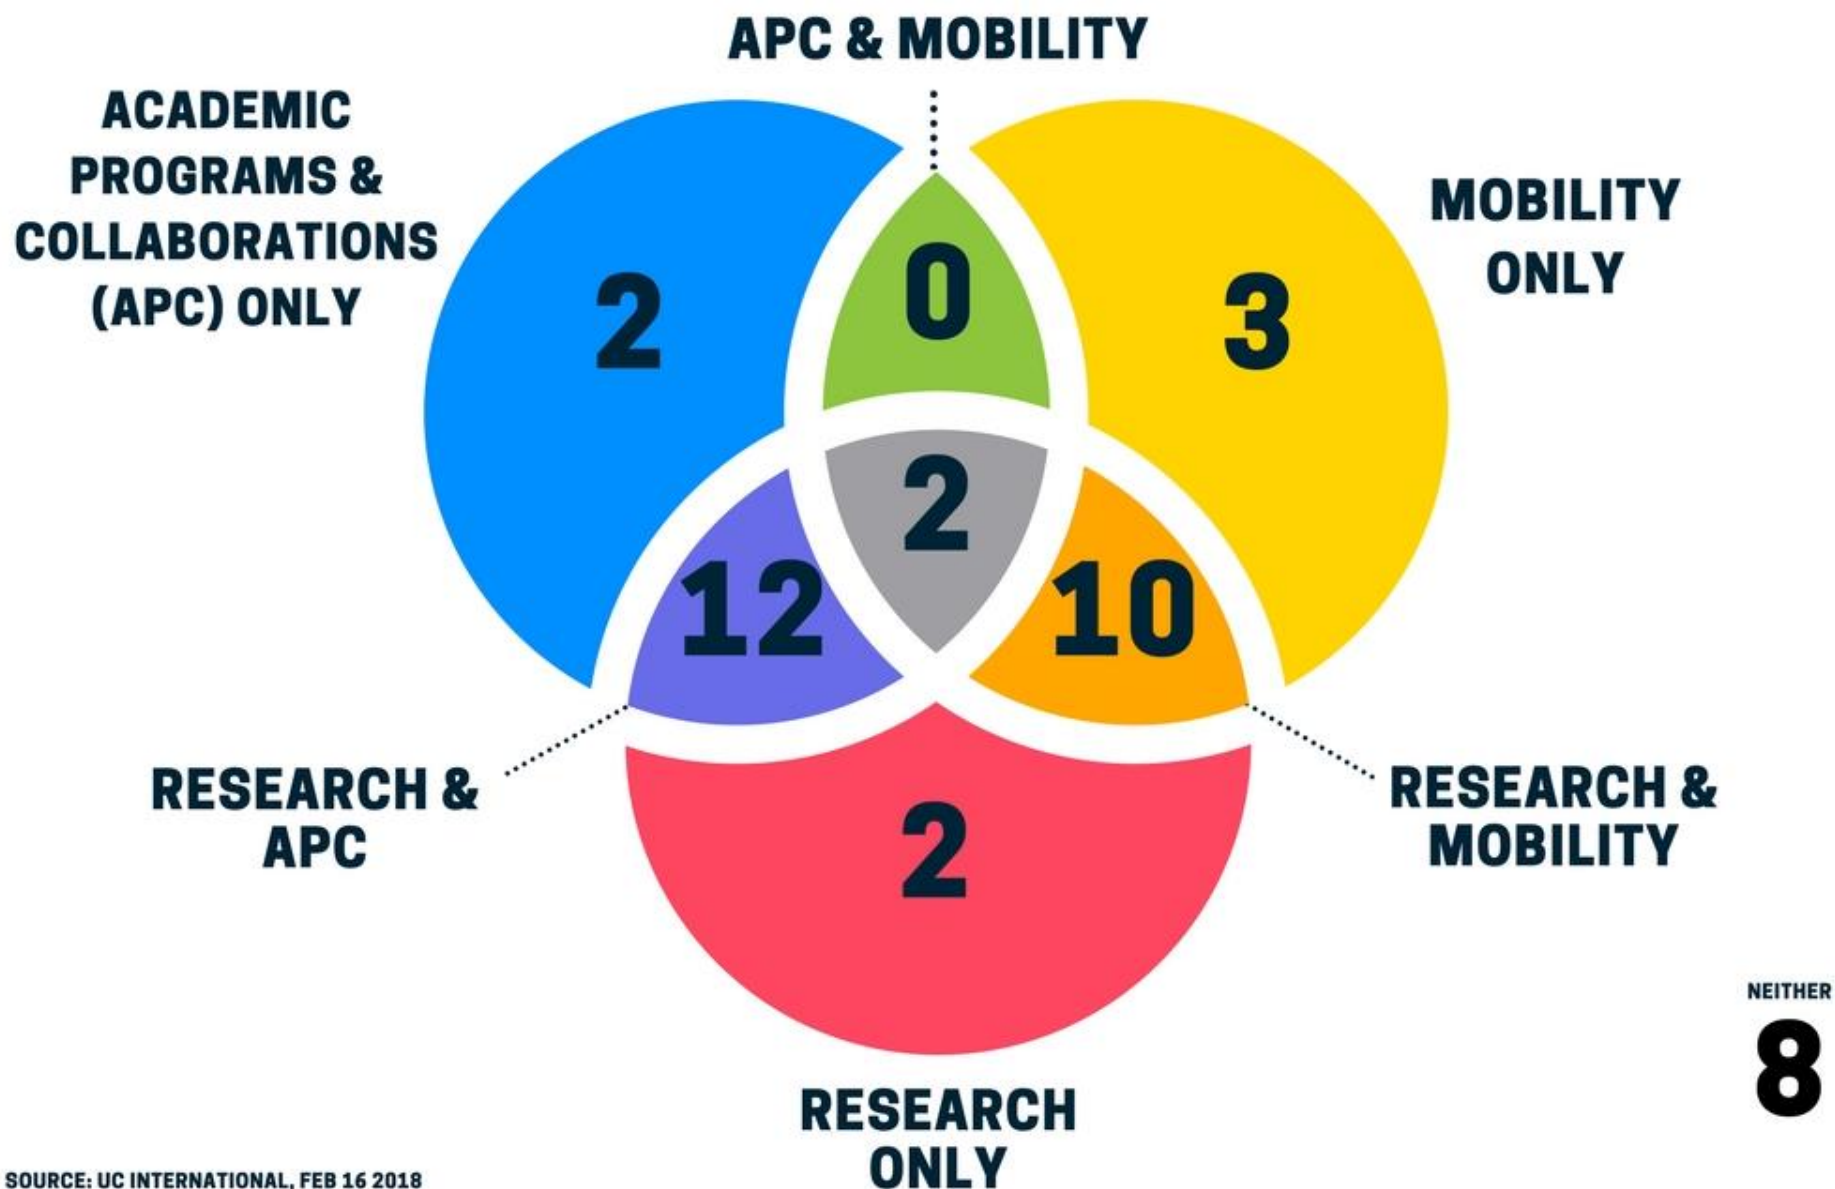 APC & MOBILITY
ACADEMIC
PROGRAMS &
COLLABORATIONS
(APC) ONLY
MOBILITY
ONLY
2
0
3
2
12
10
RESEARCH &
APC
RESEARCH &
MOBILITY
2
NEITHER
8
RESEARCH
ONLY
SOURCE: UC INTERNATIONAL, FEB 16 2018